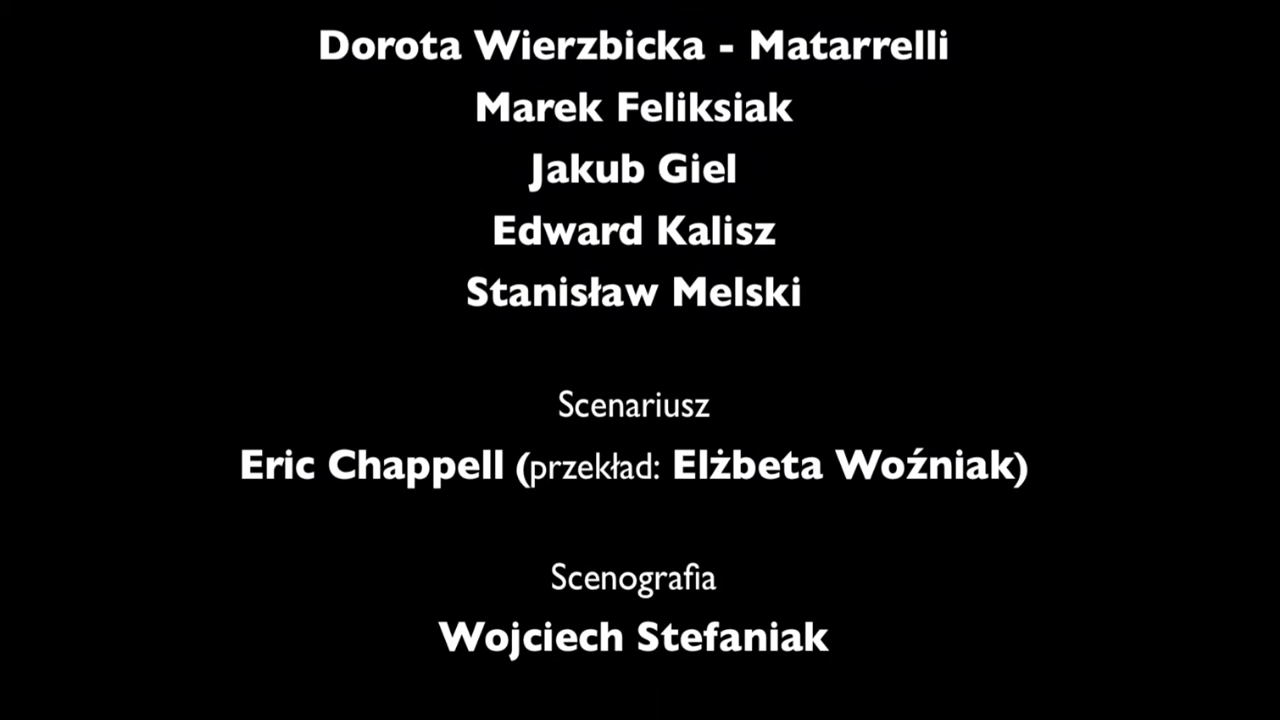 Dorota Wierzbicka - Matarrelli
Marek Feliksiak
Jakub Giel
Edward Kalisz
Stanisław Melski
Scenariusz
Eric Chappell (przekład: Elżbeta Woźniak)
Scenografia
Wojciech Stefaniak